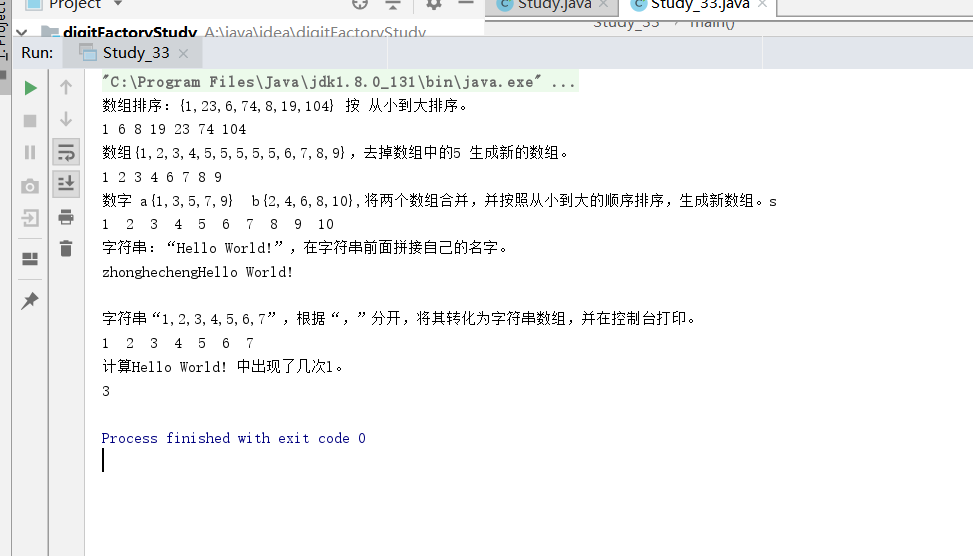 Project
Study.java
Study_33.java
digitFactoryStudy A:\java\idea\digitFactoryStudy
Study_33 main()
Run: Study_33
"C:\Program Files\Java\jdk1.8.0_131\bin\java.exe" ...
数组排序：{1,23,6,74,8,19,104} 按 从小到大排序。
1 6 8 19 23 74 104
数组{1,2,3,4,5,5,5,5,5,6,7,8,9}，去掉数组中的5 生成新的数组。
1 2 3 4 6 7 8 9
数字 a{1,3,5,7,9} b{2,4,6,8,10},将两个数组合并，并按照从小到大的顺序排序，生成新数组。s
1 2 3 4 5 6 7 8 9 10
字符串：“Hello World!”，在字符串前面拼接自己的名字。
zhonghechengHello World!
字符串“1,2,3,4,5,6,7”，根据“，”分开，将其转化为字符串数组，并在控制台打印。
1 2 3 4 5 6 7
计算Hello World! 中出现了几次l。
3
Process finished with exit code 0